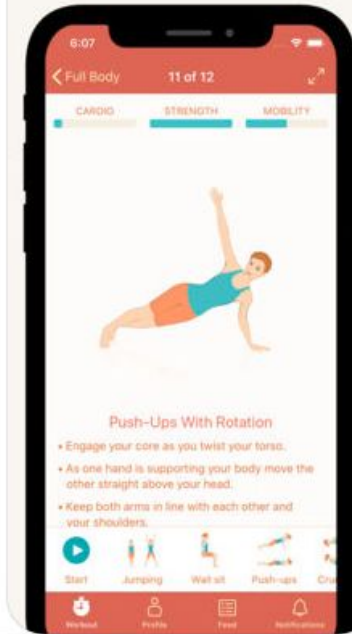 6:07
Full Body
11 of 12
CARDIO
STRENGTH
MOBILITY
Push-Ups With Rotation
• Engage your core as you twist your torso.
• As one hand is supporting your body move the
other straight above your head.
• Keep both arms in line with each other and
your shoulders.
Start
Jumping
Wall sit
Push-ups
Cru
Workout
Profile
Feed
Notifications